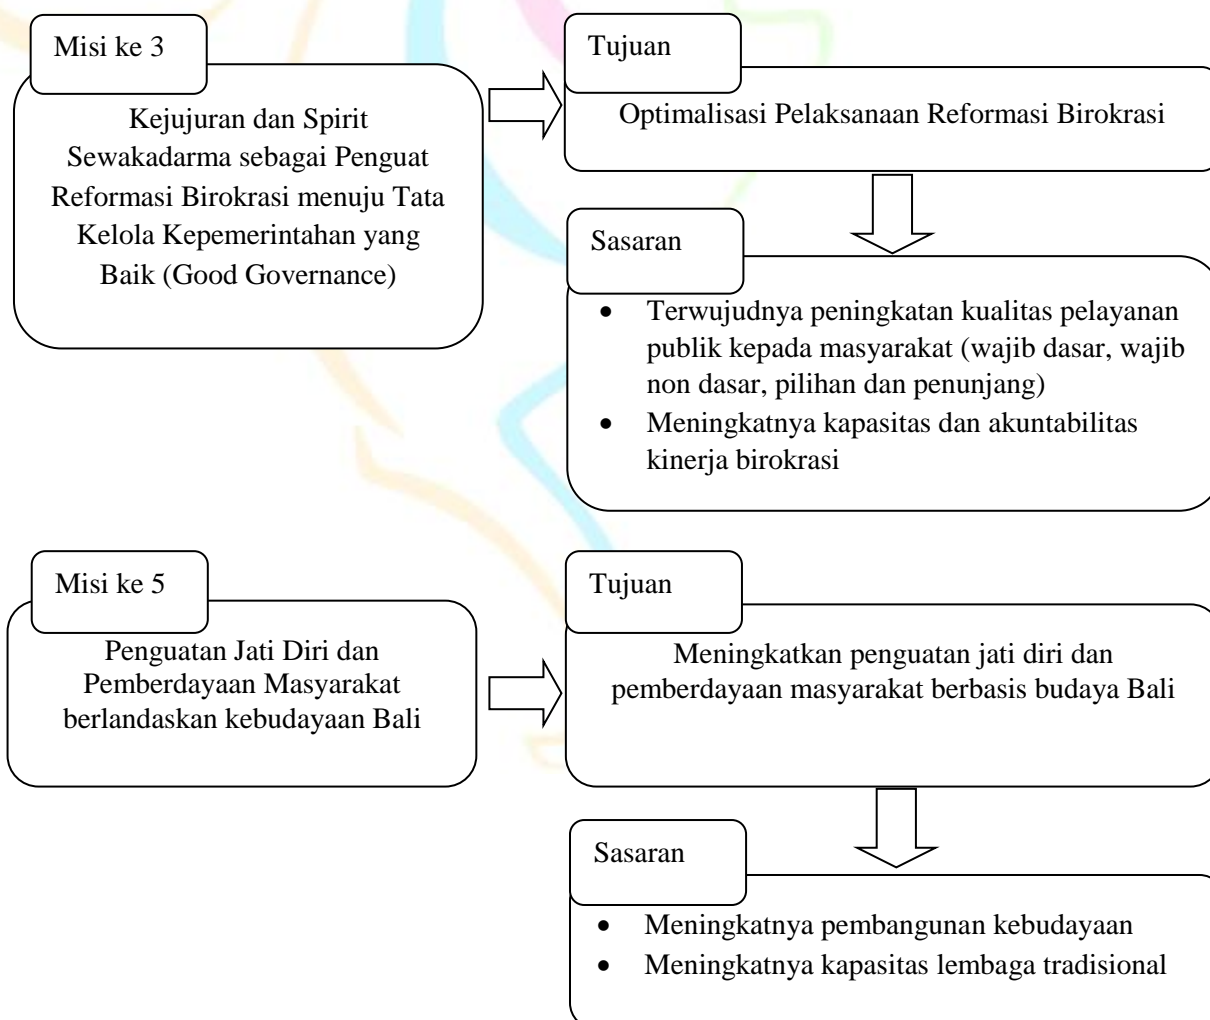 Misi ke 3
Kejujuran dan Spirit
Sewakadarma sebagai Penguat
Reformasi Birokrasi menuju Tata
Kelola Kepemerintahan yang
Baik (Good Governance)
Tujuan
Optimalisasi Pelaksanaan Reformasi Birokrasi
Sasaran
• Terwujudnya peningkatan kualitas pelayanan
publik kepada masyarakat (wajib dasar, wajib
non dasar, pilihan dan penunjang)
• Meningkatnya kapasitas dan akuntabilitas
kinerja birokrasi
Misi ke 5
Penguatan Jati Diri dan
Pemberdayaan Masyarakat
berlandaskan kebudayaan Bali
Tujuan
Meningkatkan penguatan jati diri dan
pemberdayaan masyarakat berbasis budaya Bali
Sasaran
• Meningkatnya pembangunan kebudayaan
• Meningkatnya kapasitas lembaga tradisional